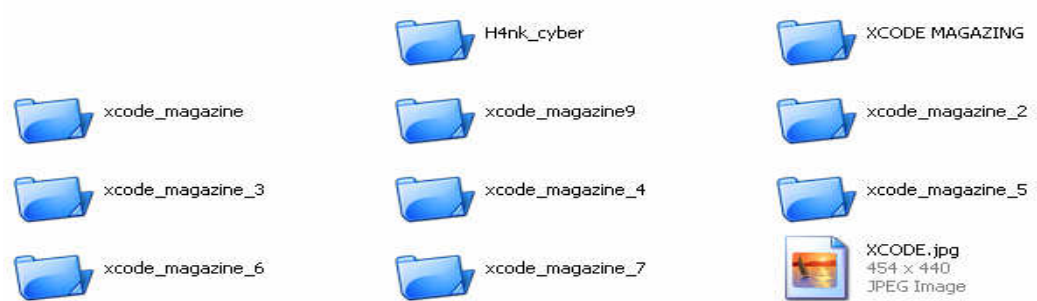 H4nk_cyber
XCODE MAGAZING
xcode_magazine
xcode_magazine9
xcode_magazine_2
xcode_magazine_3
xcode_magazine_4
xcode_magazine_5
xcode_magazine_6
xcode_magazine_7
XCODE.jpg
454 x 440
JPEG Image